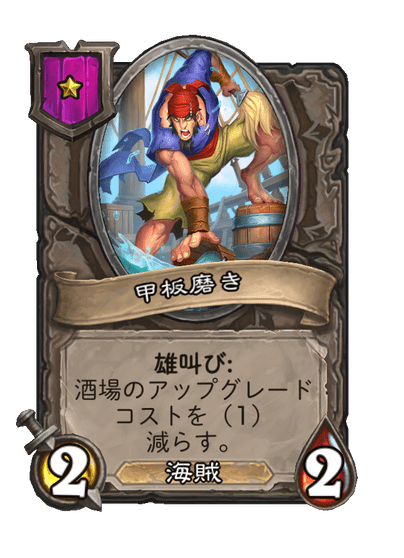 甲板磨き
雄叫び:
酒場のアップグレード
コストを（1）
減らす。
海賊
2
2